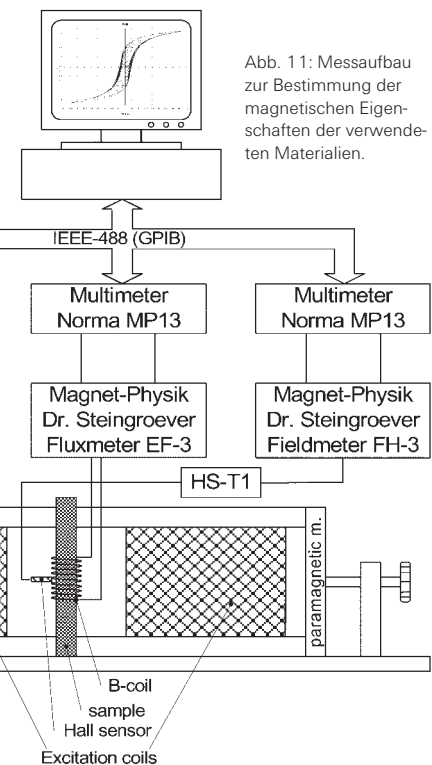 Abb. 11: Messaufbau
zur Bestimmung der
magnetischen Eigen-
schaften der verwende-
ten Materialien.
IEEE-488 (GPIB)
Multimeter
Norma MP13
Multimeter
Norma MP13
Magnet-Physik
Dr. Steingroever
Fluxmeter EF-3
Magnet-Physik
Dr. Steingroever
Fieldmeter FH-3
HS-T1
paramagnetic m.
B-coil
sample
Hall sensor
Excitation coils